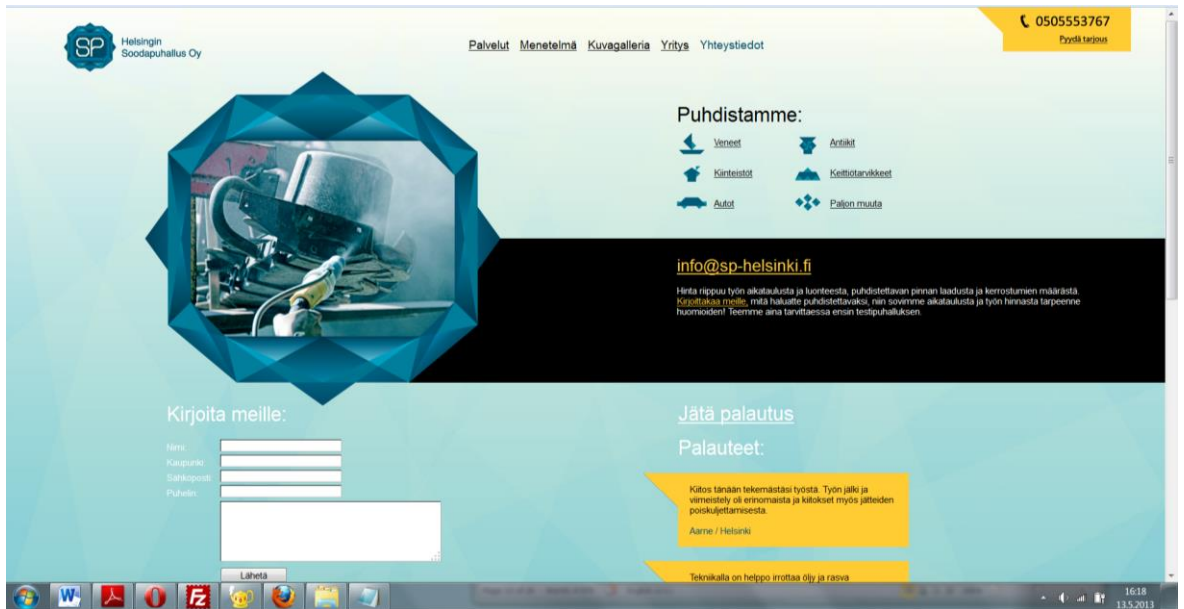 SP
Helsingin
Soodapuhallus Oy
Palvelut Menetelmä Kuvagalleria Yritys Yhteystiedot
0505553767
Pyydä tarjous
Puhdistamme:
Veneet
Antiikit
Kiinteistöt
Keittiötarvikkeet
Autot
Paljon muuta
info@sp-helsinki.fi
Hinta riippuu työn aikataulusta ja luonteesta, puhdistettavan pinnan laadusta ja kerrostumien määrästä.
Kirjoittakaa meille, mitä haluatte puhdistettavaksi, niin sovimme aikataulusta ja työn hinnasta tarpeenne
huomioiden! Teemme aina tarvittaessa ensin testipuhalluksen.
Kirjoita meille:
Nimi:
Kaupunki:
Sähköposti:
Puhelin:
Lähetä
Jätä palautus
Palauteet:
Kiitos tänään tekemästäsi työstä. Työn jälki ja
viimeistely oli erinomaista ja kiitokset myös jätteiden
poiskuljettamisesta.
Aarne / Helsinki
Tekniikalla on helppo irrottaa öljy ja rasva
W
Fz
16:18
13.5.2013